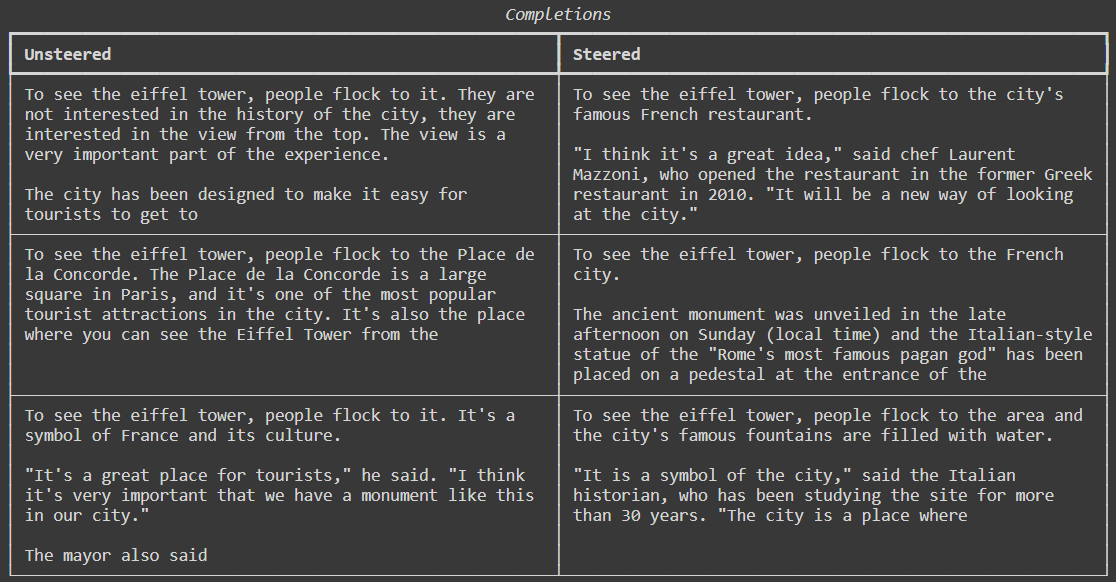 Completions
Unsteered
Steered
To see the eiffel tower, people flock to it. They are
not interested in the history of the city, they are
interested in the view from the top. The view is a
very important part of the experience.
The city has been designed to make it easy for
tourists to get to
To see the eiffel tower, people flock to the city's
famous French restaurant.
"I think it's a great idea," said chef Laurent
Mazzoni, who opened the restaurant in the former Greek
restaurant in 2010. "It will be a new way of looking
at the city."
To see the eiffel tower, people flock to the Place de
la Concorde. The Place de la Concorde is a large
square in Paris, and it's one of the most popular
tourist attractions in the city. It's also the place
where you can see the Eiffel Tower from the
To see the eiffel tower, people flock to the French
city.
The ancient monument was unveiled in the late
afternoon on Sunday (local time) and the Italian-style
statue of the "Rome's most famous pagan god" has been
placed on a pedestal at the entrance of the
To see the eiffel tower, people flock to it. It's a
symbol of France and its culture.
"It's a great place for tourists," he said. "I think
it's very important that we have a monument like this
in our city."
The mayor also said
To see the eiffel tower, people flock to the area and
the city's famous fountains are filled with water.
"It is a symbol of the city," said the Italian
historian, who has been studying the site for more
than 30 years. "The city is a place where